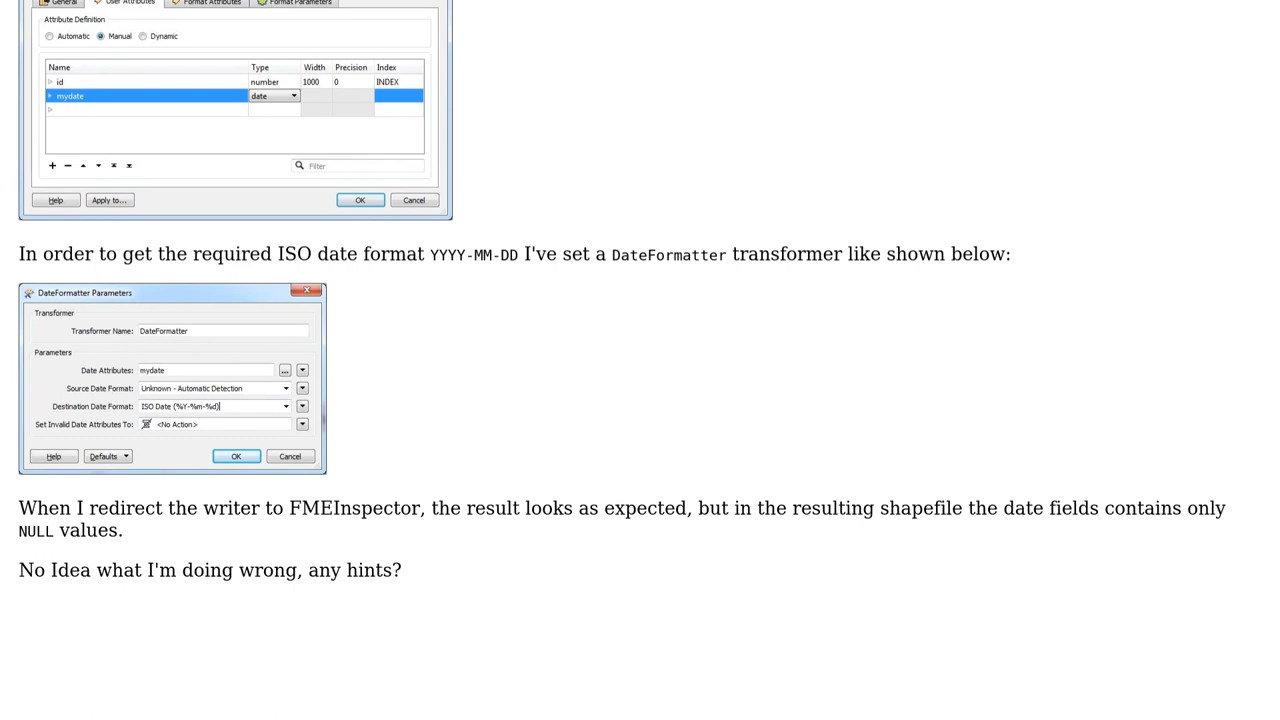 General User Attributes Format Attributes Format Parameters
Attribute Definition
Automatic Manual Dynamic
Name Type Width Precision Index
id number 1000 0 INDEX
mydate date
Filter
Help Apply to... OK Cancel
In order to get the required ISO date format YYYY-MM-DD I've set a DateFormatter transformer like shown below:
DateFormatter Parameters
Transformer
Transformer Name: DateFormatter
Parameters
Date Attributes: mydate ...
Source Date Format: Unknown - Automatic Detection
Destination Date Format: ISO Date (%Y-%m-%d)
Set Invalid Date Attributes To: <No Action>
Help Defaults OK Cancel
When I redirect the writer to FMEInspector, the result looks as expected, but in the resulting shapefile the date fields contains only
NULL values.
No Idea what I'm doing wrong, any hints?